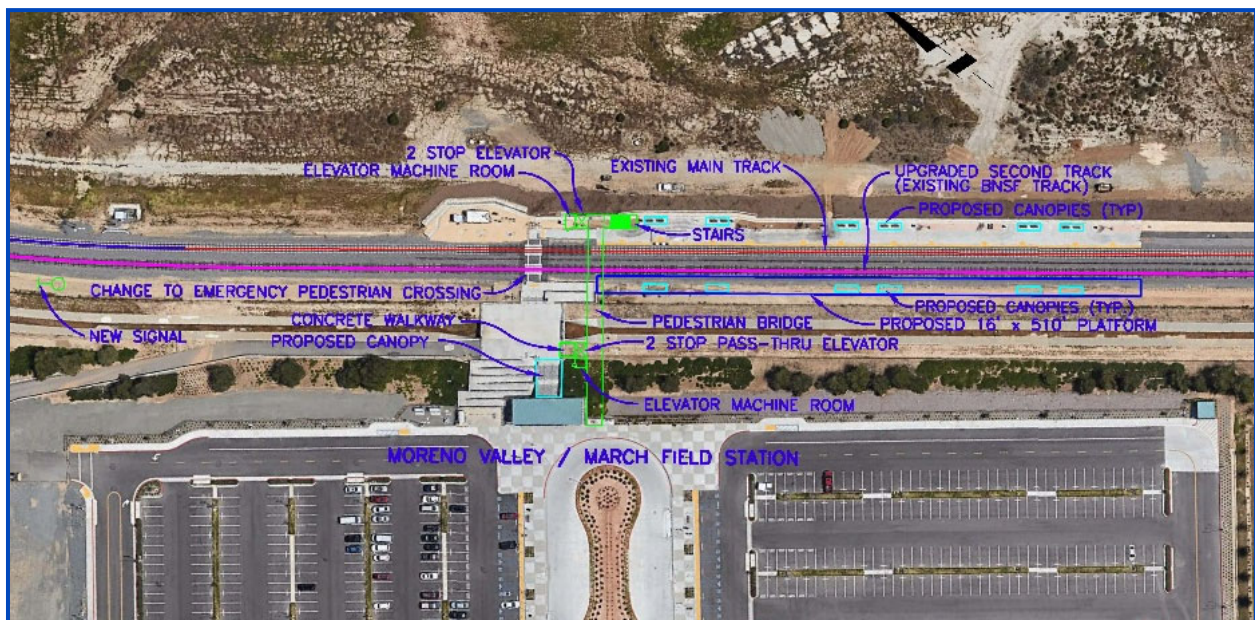 2 STOP ELEVATOR
ELEVATOR MACHINE ROOM
EXISTING MAIN TRACK
UPGRADED SECOND TRACK
(EXISTING BNSF TRACK)
PROPOSED CANOPIES (TYP)
STAIRS
CHANGE TO EMERGENCY PEDESTRIAN CROSSING
PROPOSED CANOPIES (TYP.)
NEW SIGNAL
CONCRETE WALKWAY
PEDESTRIAN BRIDGE
PROPOSED 16' x 510' PLATFORM
PROPOSED CANOPY
2 STOP PASS-THRU ELEVATOR
ELEVATOR MACHINE ROOM
MORENO VALLEY / MARCH FIELD STATION